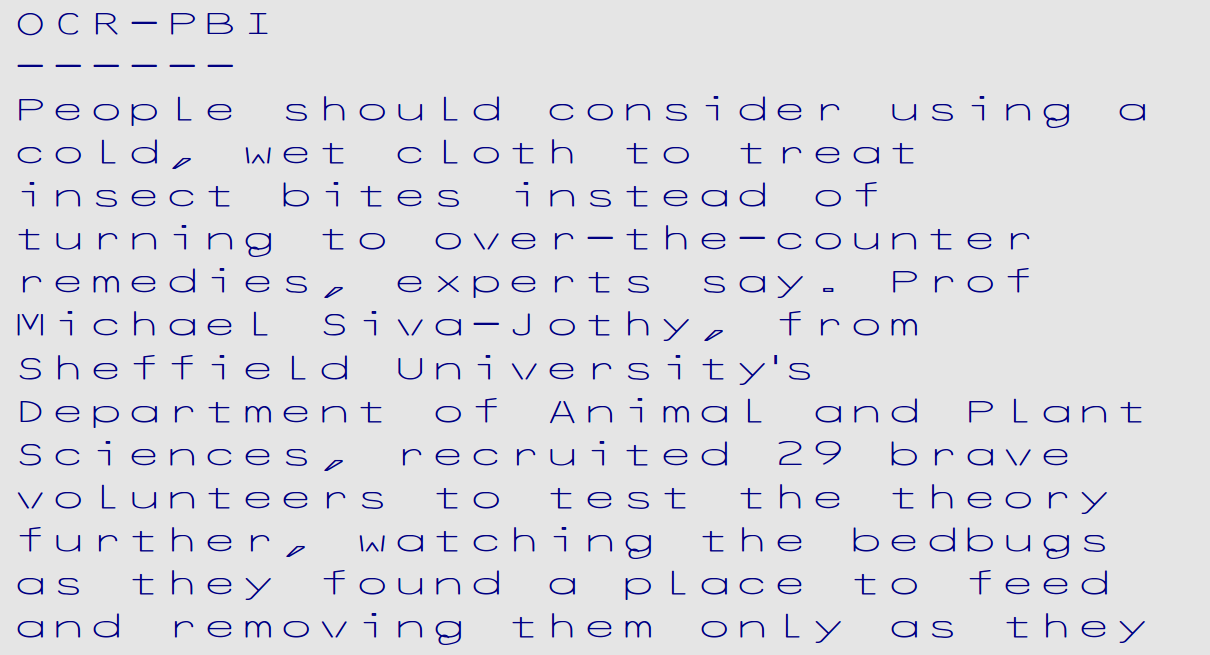 OCR-PBI
------
People should consider using a
cold, wet cloth to treat
insect bites instead of
turning to over-the-counter
remedies, experts say. Prof
Michael Siva-Jothy, from
Sheffield University's
Department of Animal and Plant
Sciences, recruited 29 brave
volunteers to test the theory
further, watching the bedbugs
as they found a place to feed
and removing them only as they